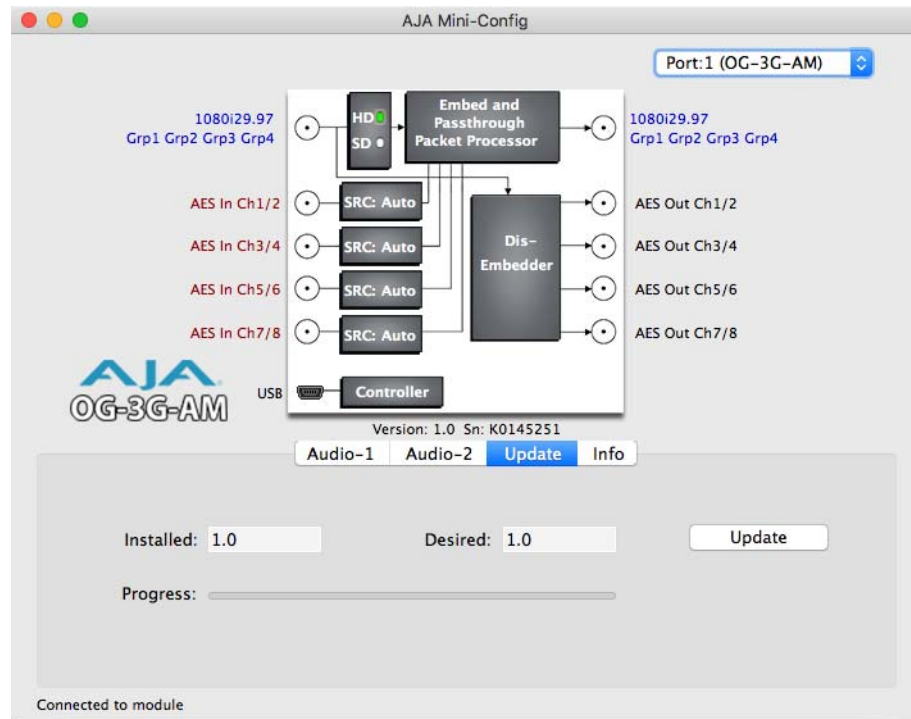 AJA Mini-Config
Port:1 (OG-3G-AM)
1080i29.97
Grp1 Grp2 Grp3 Grp4
HD
SD
Embed and
Passthrough
Packet Processor
1080i29.97
Grp1 Grp2 Grp3 Grp4
AES In Ch1/2
SRC: Auto
AES Out Ch1/2
AES In Ch3/4
SRC: Auto
Dis-
Embedder
AES Out Ch3/4
AES In Ch5/6
SRC: Auto
AES Out Ch5/6
AES In Ch7/8
SRC: Auto
AES Out Ch7/8
AJA
OG-3G-AM
USB
Controller
Version: 1.0 Sn: K0145251
Audio-1 Audio-2 Update Info
Installed: 1.0 Desired: 1.0 Update
Progress:
Connected to module